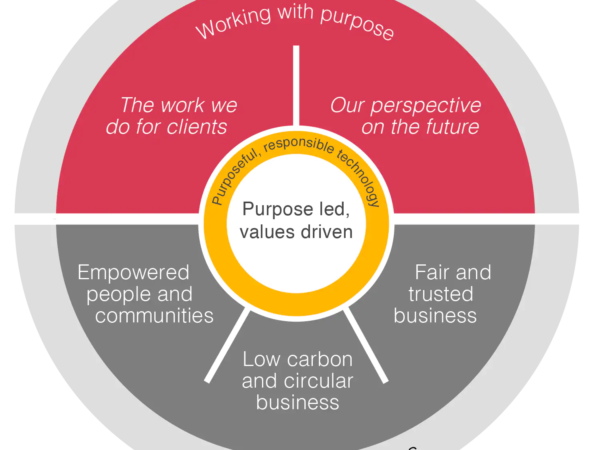 Working with purpose
The work we
do for clients
Our perspective
on the future
Purposeful, responsible technology
Purpose led,
values driven
Empowered
people and
communities
Fair and
trusted
business
Low carbon
and circular
business